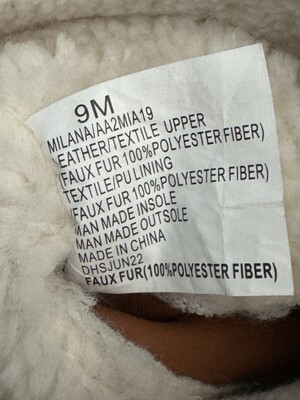 9M
MILANA/AA2MIA19
LEATHER/TEXTILE UPPER
(FAUX FUR 100%POLYESTER FIBER)
TEXTILE/PU LINING
(FAUX FUR 100%POLYESTER FIBER)
MAN MADE INSOLE
MAN MADE OUTSOLE
MADE IN CHINA
DHSJUN22
FAUX FUR(100%POLYESTER FIBER)